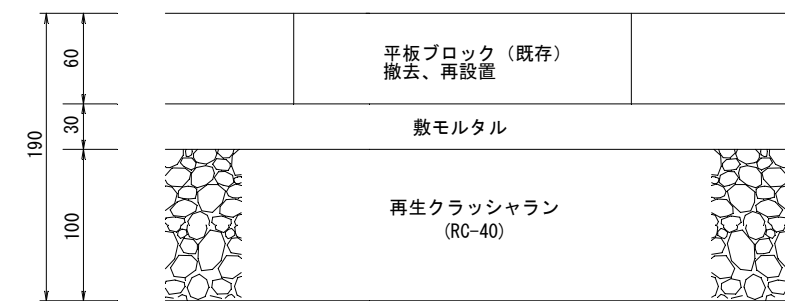 平板ブロック（既存）
撤去、再設置
60
敷モルタル
30
190
再生クラッシャラン
(RC-40)
100